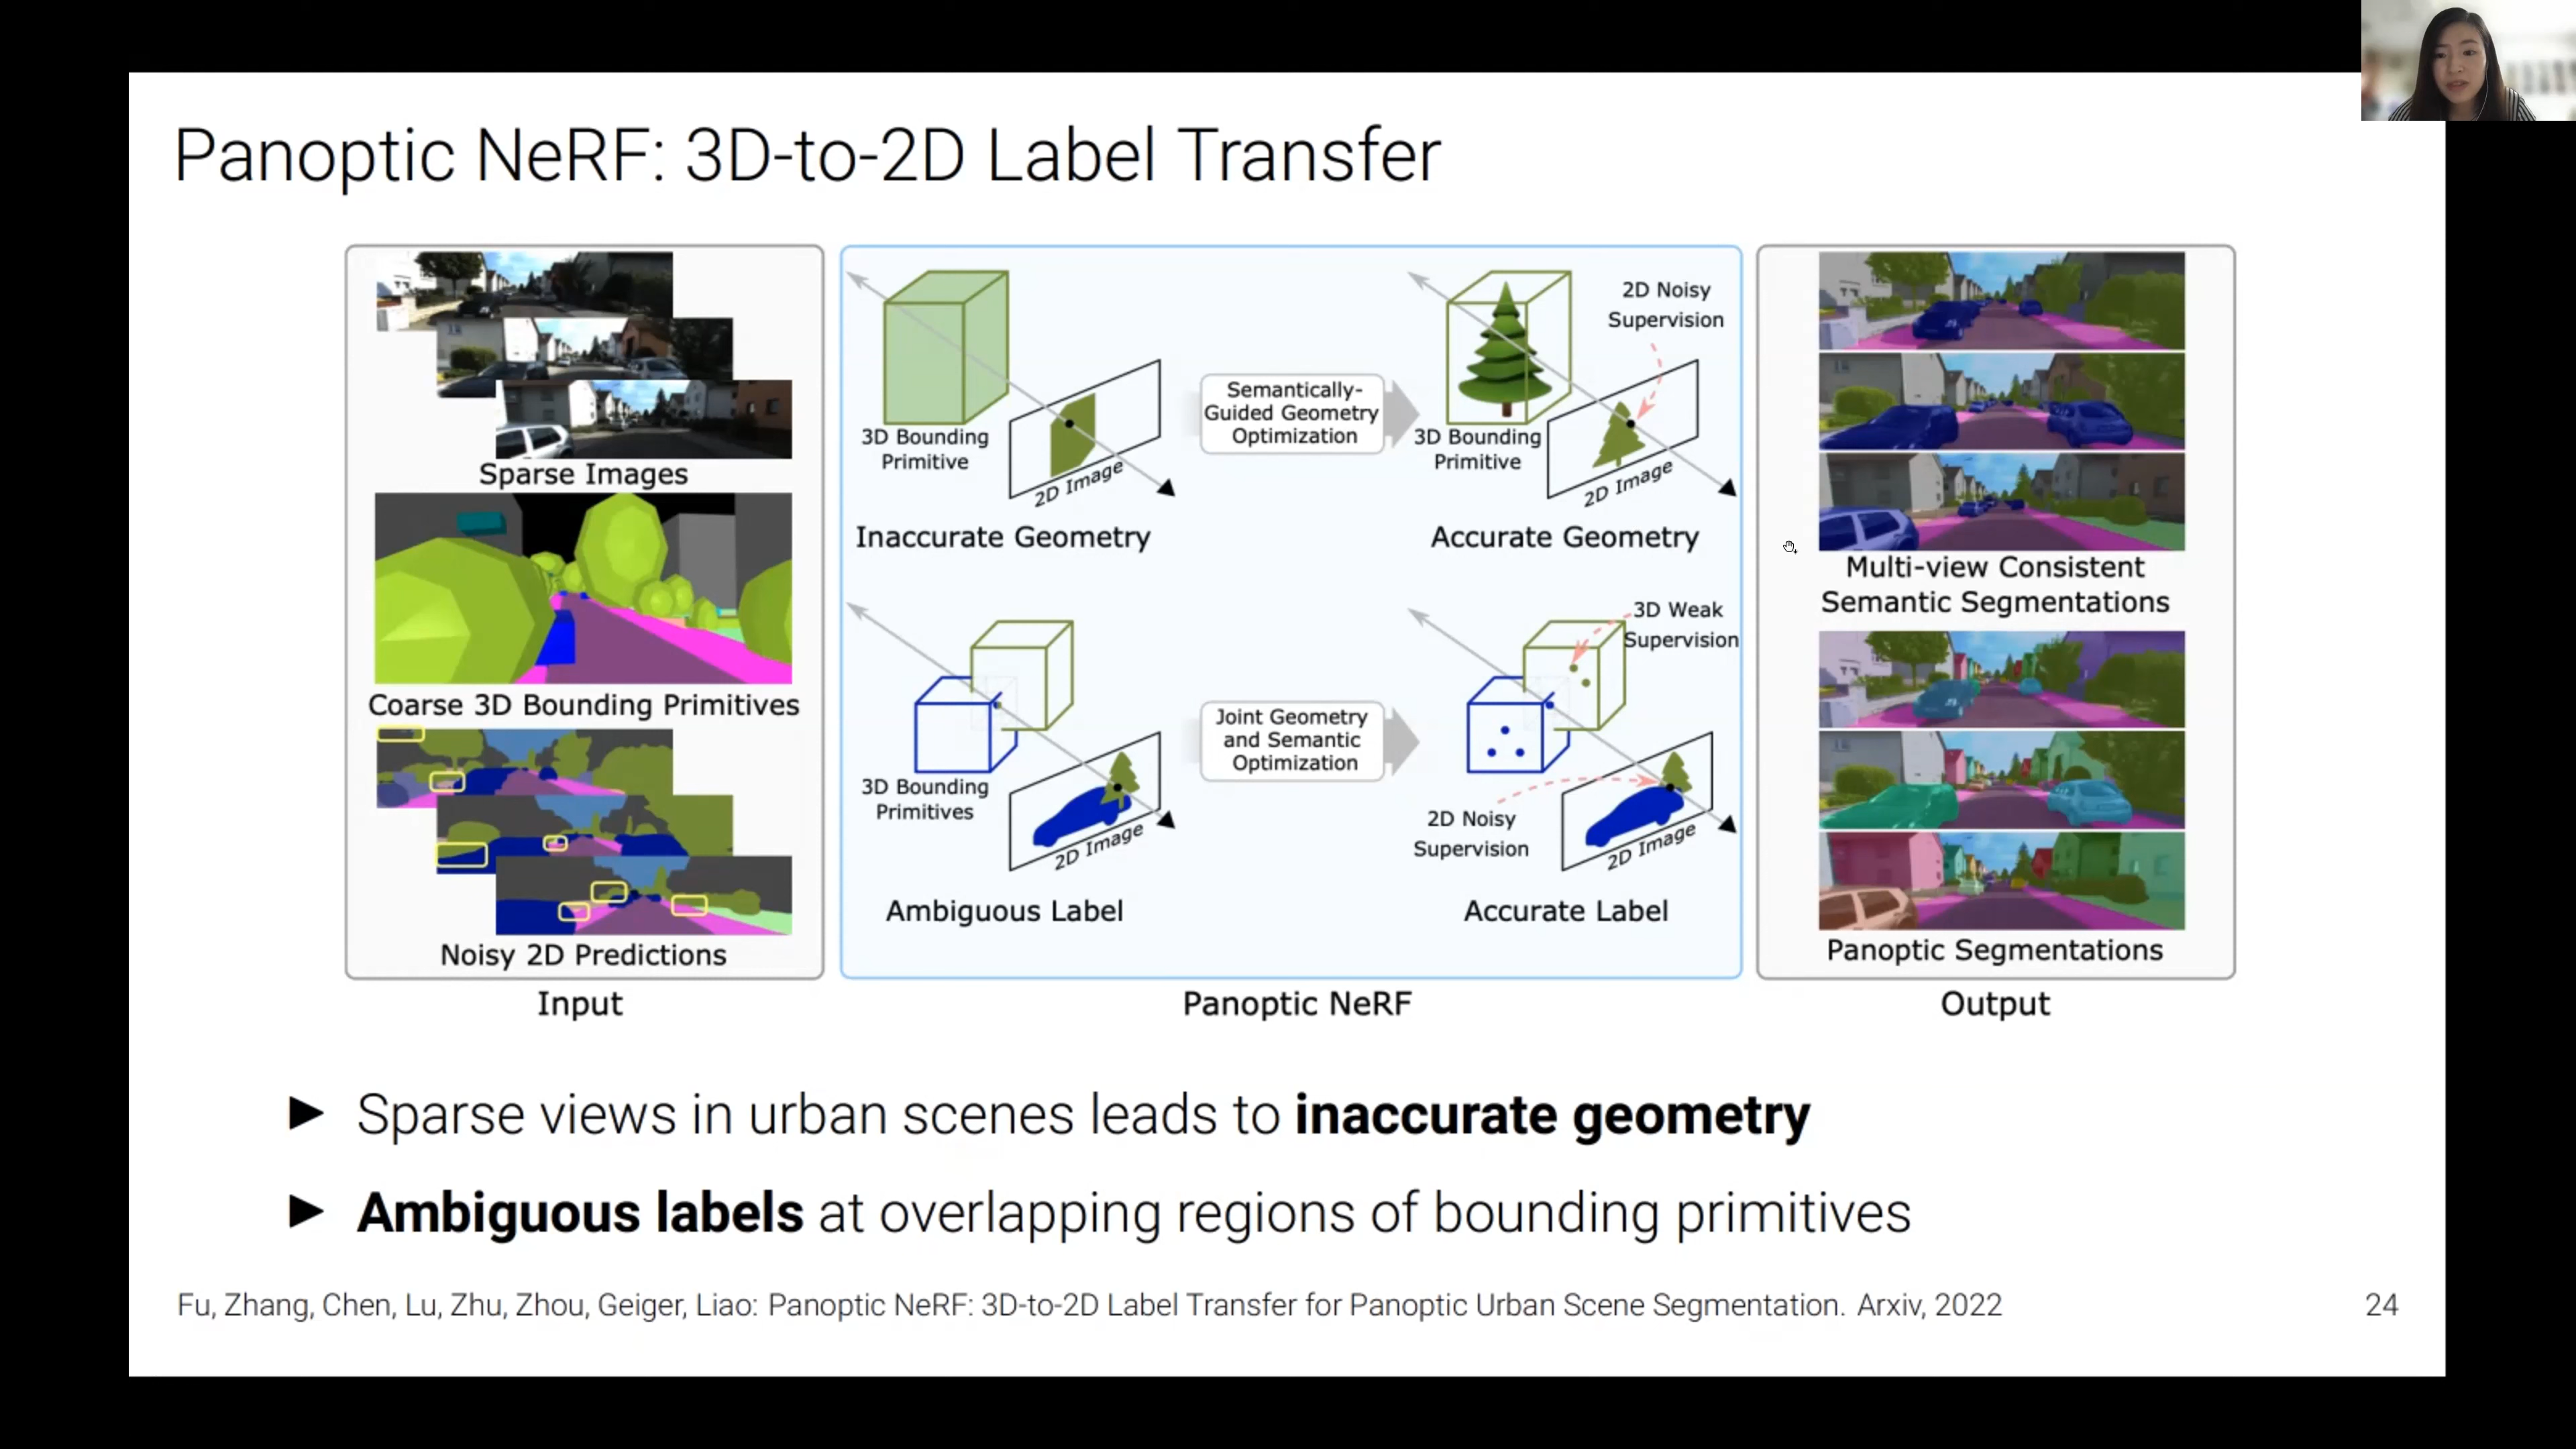 Panoptic NeRF: 3D-to-2D Label Transfer
Sparse Images
Coarse 3D Bounding Primitives
Noisy 2D Predictions
Input
3D Bounding
Primitive
2D Image
Inaccurate Geometry
Semantically-
Guided Geometry
Optimization
2D Noisy
Supervision
3D Bounding
Primitive
2D Image
Accurate Geometry
3D Bounding
Primitives
2D Image
Ambiguous Label
Joint Geometry
and Semantic
Optimization
3D Weak
Supervision
2D Noisy
Supervision
2D Image
Accurate Label
Panoptic NeRF
Multi-view Consistent
Semantic Segmentations
Panoptic Segmentations
Output
Sparse views in urban scenes leads to inaccurate geometry
Ambiguous labels at overlapping regions of bounding primitives
Fu, Zhang, Chen, Lu, Zhu, Zhou, Geiger, Liao: Panoptic NeRF: 3D-to-2D Label Transfer for Panoptic Urban Scene Segmentation. Arxiv, 2022
24